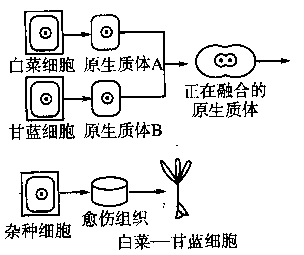 白菜细胞 原生质体A
正在融合的
原生质体
甘蓝细胞 原生质体B
杂种细胞 愈伤组织
白菜—甘蓝细胞